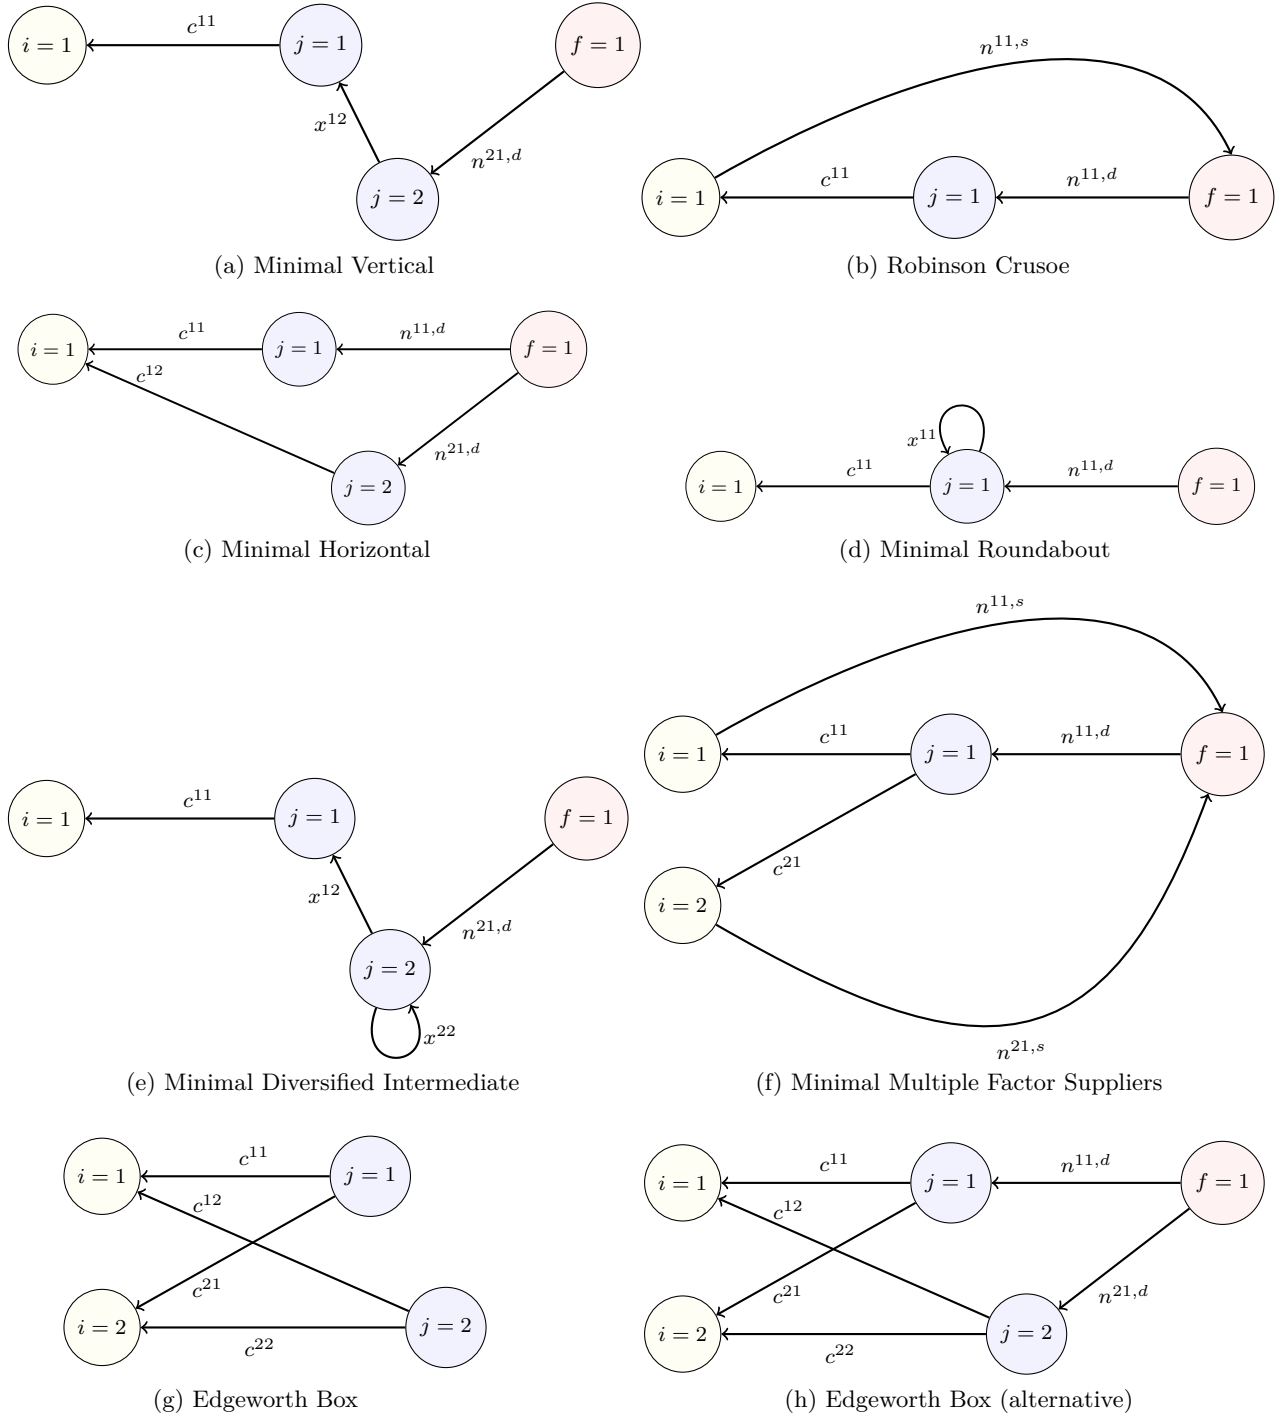 c^{11}
i = 1
j = 1
f = 1
x^{12}
n^{21,d}
j = 2
(a) Minimal Vertical
n^{11,s}
c^{11}
n^{11,d}
i = 1
j = 1
f = 1
(b) Robinson Crusoe
c^{11}
n^{11,d}
i = 1
j = 1
f = 1
c^{12}
n^{21,d}
j = 2
(c) Minimal Horizontal
x^{11}
c^{11}
n^{11,d}
i = 1
j = 1
f = 1
(d) Minimal Roundabout
c^{11}
i = 1
j = 1
f = 1
x^{12}
n^{21,d}
j = 2
x^{22}
(e) Minimal Diversified Intermediate
n^{11,s}
c^{11}
n^{11,d}
i = 1
j = 1
f = 1
c^{21}
i = 2
n^{21,s}
(f) Minimal Multiple Factor Suppliers
c^{11}
i = 1
j = 1
c^{12}
c^{21}
i = 2
j = 2
c^{22}
(g) Edgeworth Box
c^{11}
n^{11,d}
i = 1
j = 1
f = 1
c^{12}
c^{21}
n^{21,d}
i = 2
j = 2
c^{22}
(h) Edgeworth Box (alternative)